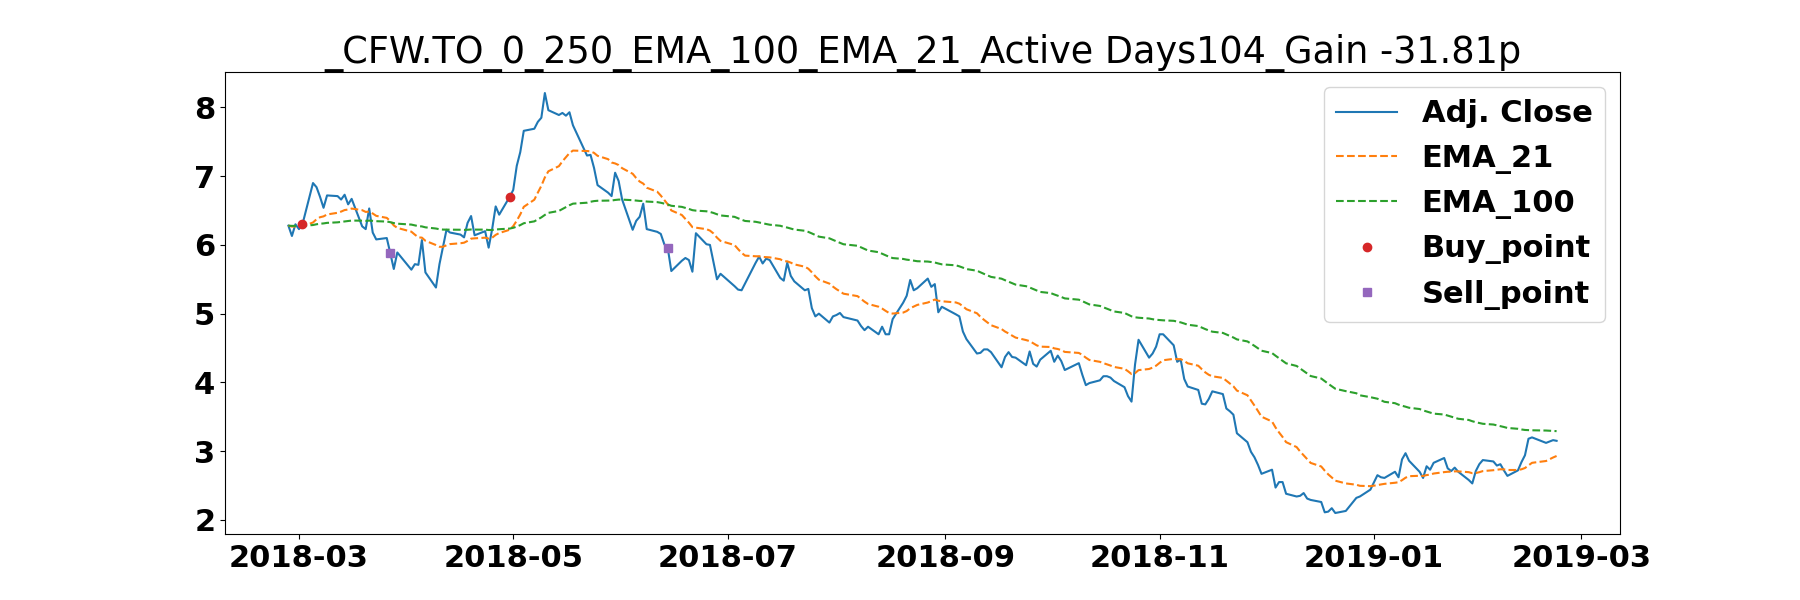 _CFW.TO_0_250_EMA_100_EMA_21_Active Days104_Gain -31.81p
8
7
6
5
4
3
2
Adj. Close
EMA_21
EMA_100
Buy_point
Sell_point
2018-03 2018-05 2018-07 2018-09 2018-11 2019-01 2019-03